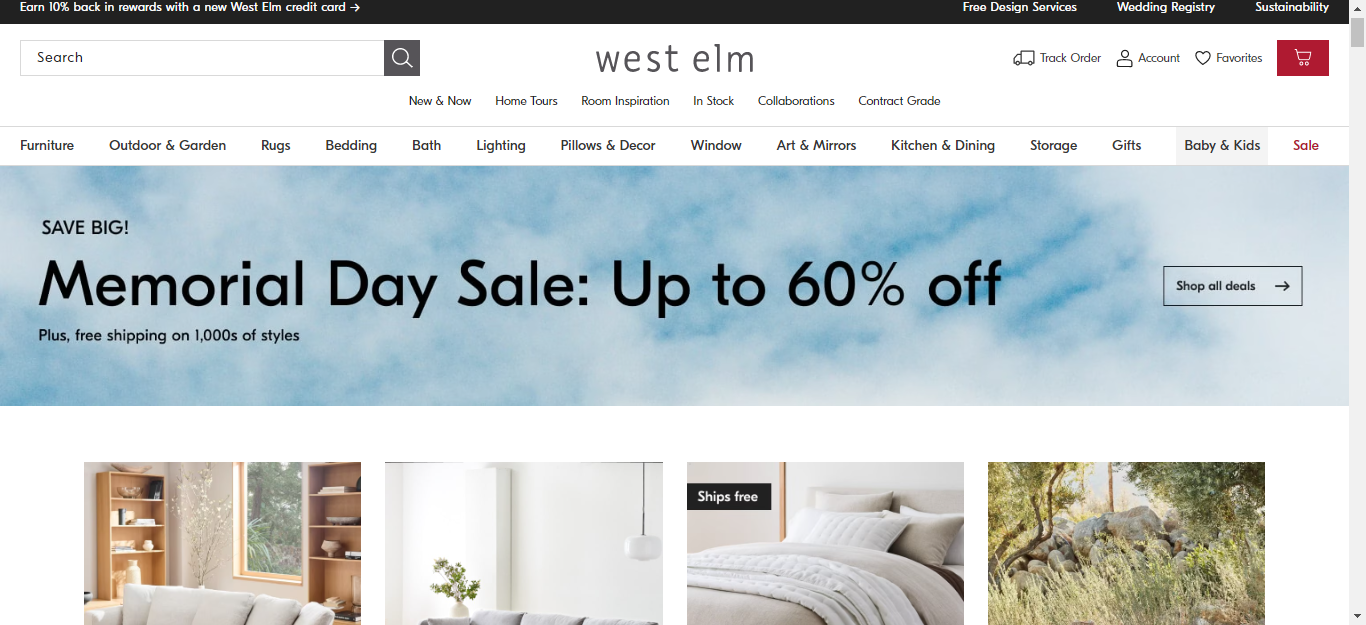 Earn 10% back in rewards with a new West Elm credit card →
Free Design Services Wedding Registry Sustainability
Search
west elm
Track Order Account Favorites
New & Now Home Tours Room Inspiration In Stock Collaborations Contract Grade
Furniture Outdoor & Garden Rugs Bedding Bath Lighting Pillows & Decor Window Art & Mirrors Kitchen & Dining Storage Gifts Baby & Kids Sale
SAVE BIG!
Memorial Day Sale: Up to 60% off
Plus, free shipping on 1,000s of styles
Shop all deals →
Ships free